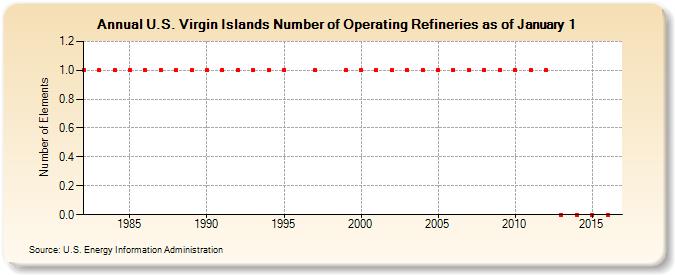 Annual U.S. Virgin Islands Number of Operating Refineries as of January 1
Number of Elements
1.2
1.0
0.8
0.6
0.4
0.2
0.0
1985 1990 1995 2000 2005 2010 2015
Source: U.S. Energy Information Administration